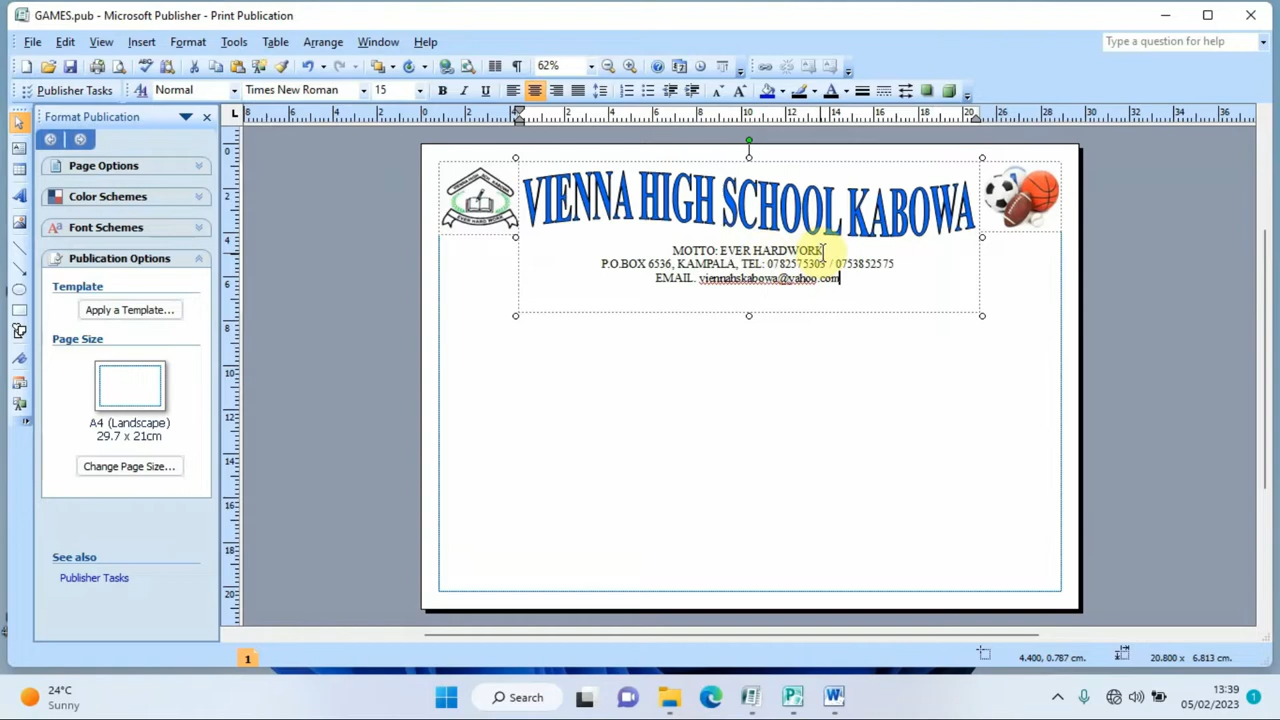 GAMES.pub - Microsoft Publisher - Print Publication
File Edit View Insert Format Tools Table Arrange Window Help
Type a question for help
62%
Publisher Tasks Normal Times New Roman 15
Format Publication
Page Options
Color Schemes
Font Schemes
Publication Options
Template
Apply a Template...
Page Size
A4 (Landscape)
29.7 x 21cm
Change Page Size...
See also
Publisher Tasks
VIENNA HIGH SCHOOL KABOWA
MOTTO: EVER HARDWORK
P.O.BOX 6536, KAMPALA, TEL: 0782575305 / 0753852575
EMAIL. viennahskabowa@yahoo.com
1
4.400, 0.787 cm.
20.800 x 6.813 cm.
24°C
Sunny
Search
13:39
05/02/2023
1